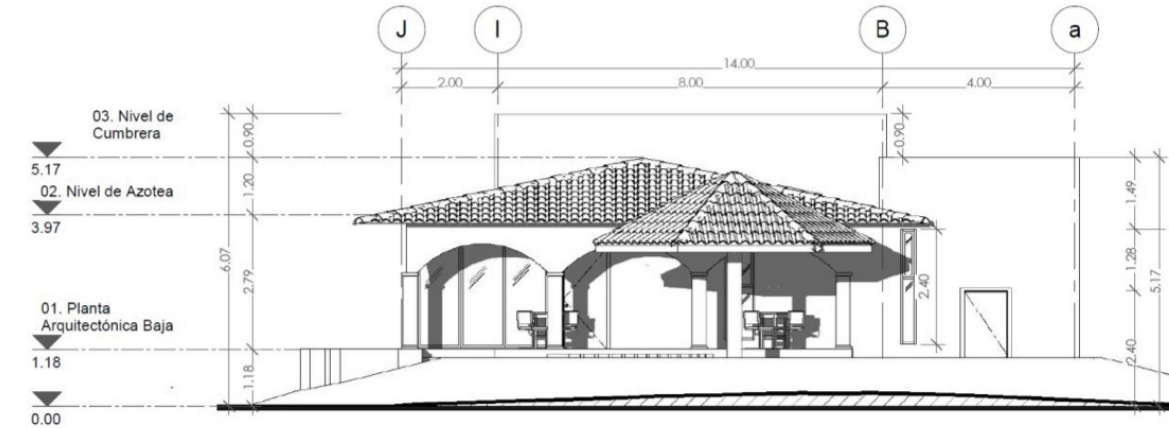 J
I
B
a
14.00
2.00
8.00
4.00
03. Nivel de
Cumbrera
0.90
0.90
5.17
02. Nivel de Azotea
1.20
1.49
3.97
6.07
2.79
2.40
1.28
5.17
01. Planta
Arquitectónica Baja
1.18
1.18
2.40
0.00